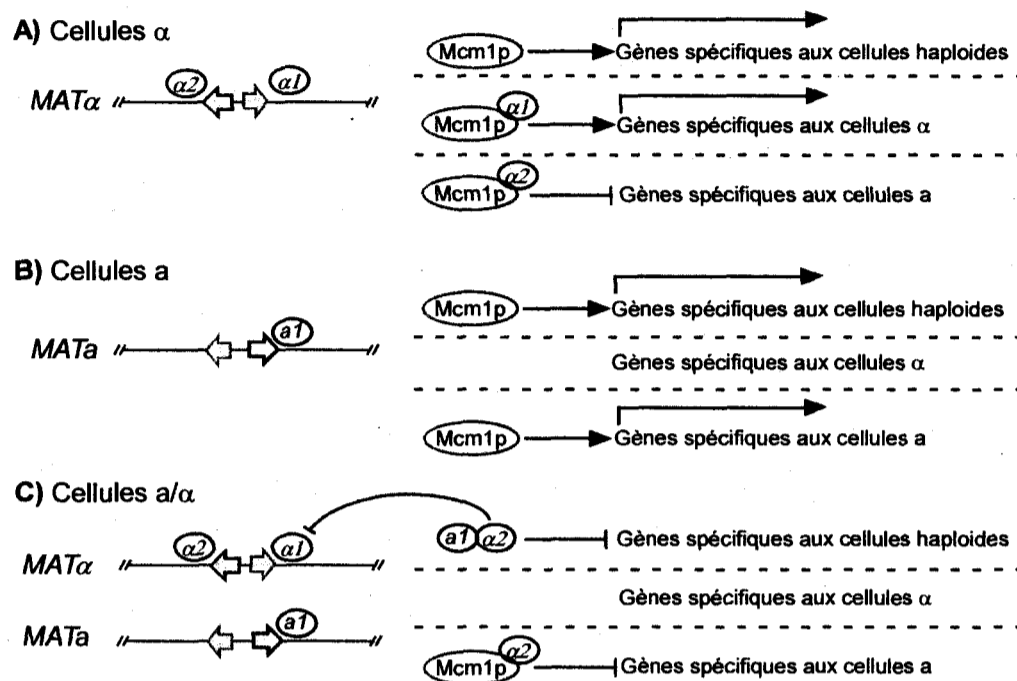 A) Cellules α
MATα // α2 α1 //
Mcm1p Gènes spécifiques aux cellules haploides
Mcm1p α1 Gènes spécifiques aux cellules α
Mcm1p α2 Gènes spécifiques aux cellules a
B) Cellules a
MATa // a1 //
Mcm1p Gènes spécifiques aux cellules haploides
Gènes spécifiques aux cellules α
Mcm1p Gènes spécifiques aux cellules a
C) Cellules a/α
MATα // α2 α1 //
MATa // a1 //
a1 α2 Gènes spécifiques aux cellules haploides
Gènes spécifiques aux cellules α
Mcm1p α2 Gènes spécifiques aux cellules a